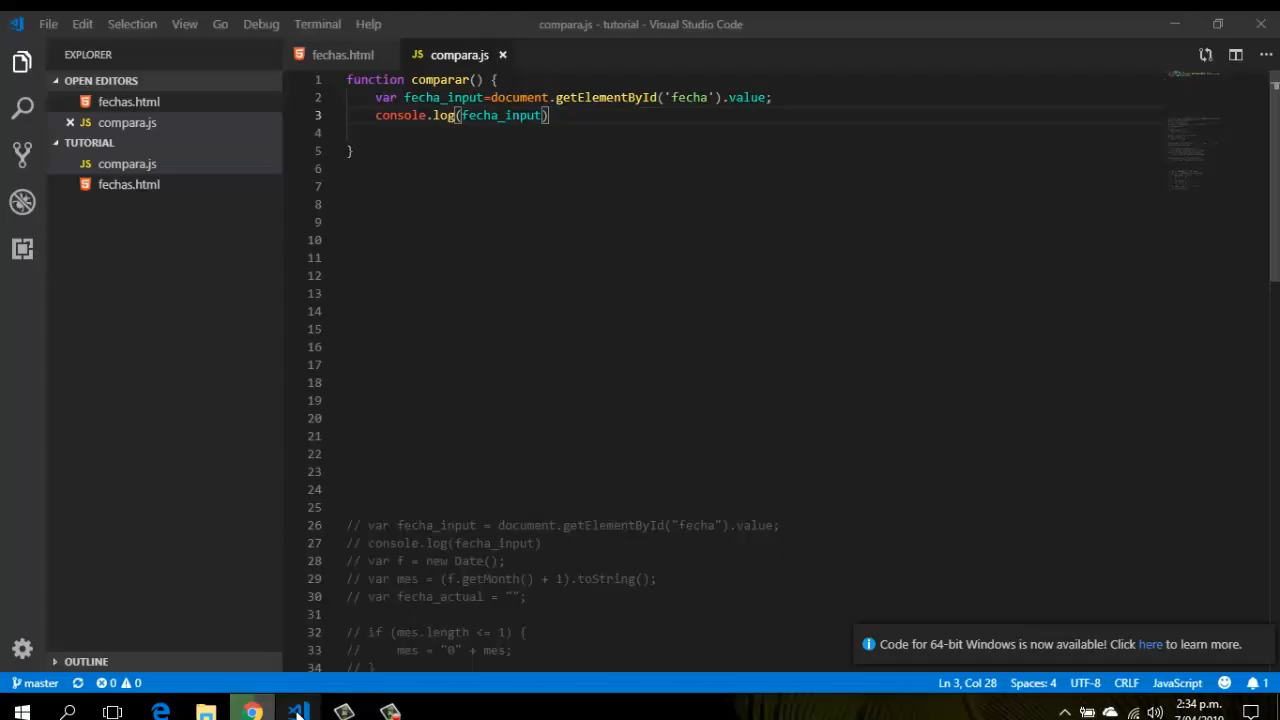 File Edit Selection View Go Debug Terminal Help compara.js - tutorial - Visual Studio Code
EXPLORER
OPEN EDITORS
fechas.html
JS compara.js
TUTORIAL
JS compara.js
fechas.html
OUTLINE
fechas.html JS compara.js
1 function comparar() {
2 var fecha_input=document.getElementById('fecha').value;
3 console.log(fecha_input)
4
5 }
6
7
8
9
10
11
12
13
14
15
16
17
18
19
20
21
22
23
24
25
26 // var fecha_input = document.getElementById("fecha").value;
27 // console.log(fecha_input)
28 // var f = new Date();
29 // var mes = (f.getMonth() + 1).toString();
30 // var fecha_actual = "";
31
32 // if (mes.length <= 1) {
33 // mes = "0" + mes;
34 // }
Code for 64-bit Windows is now available! Click here to learn more.
master 0 0 Ln 3, Col 28 Spaces: 4 UTF-8 CRLF JavaScript 1
2:34 p.m.